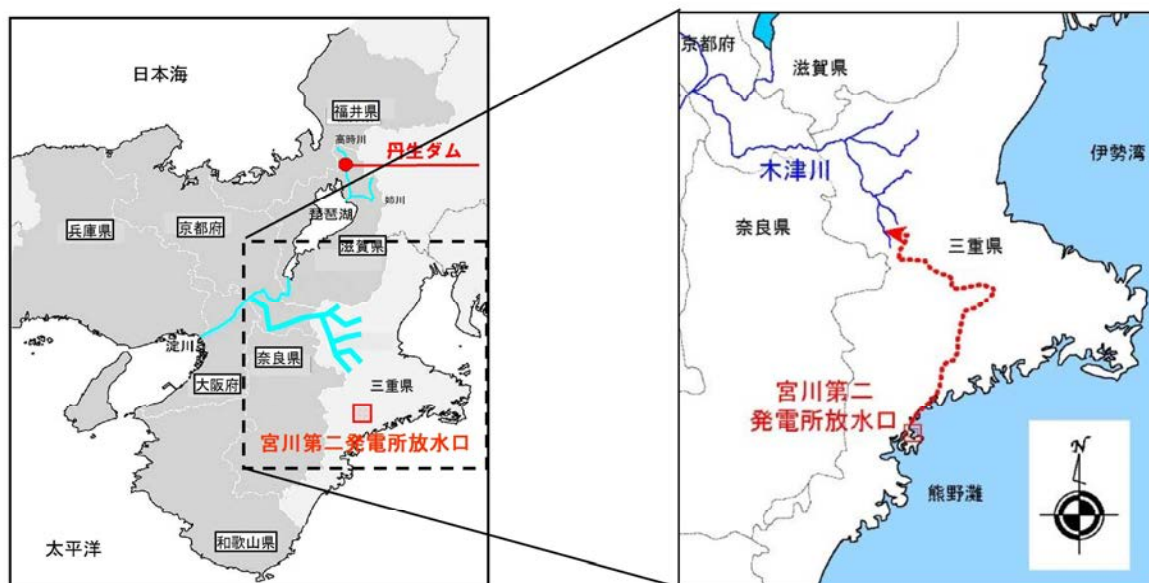 日本海
福井県
高時川
丹生ダム
姉川
琵琶湖
兵庫県
京都府
滋賀県
淀川
奈良県
大阪府
三重県
宮川第二発電所放水口
和歌山県
太平洋
京都府
滋賀県
伊勢湾
木津川
奈良県
三重県
宮川第二
発電所放水口
熊野灘
N